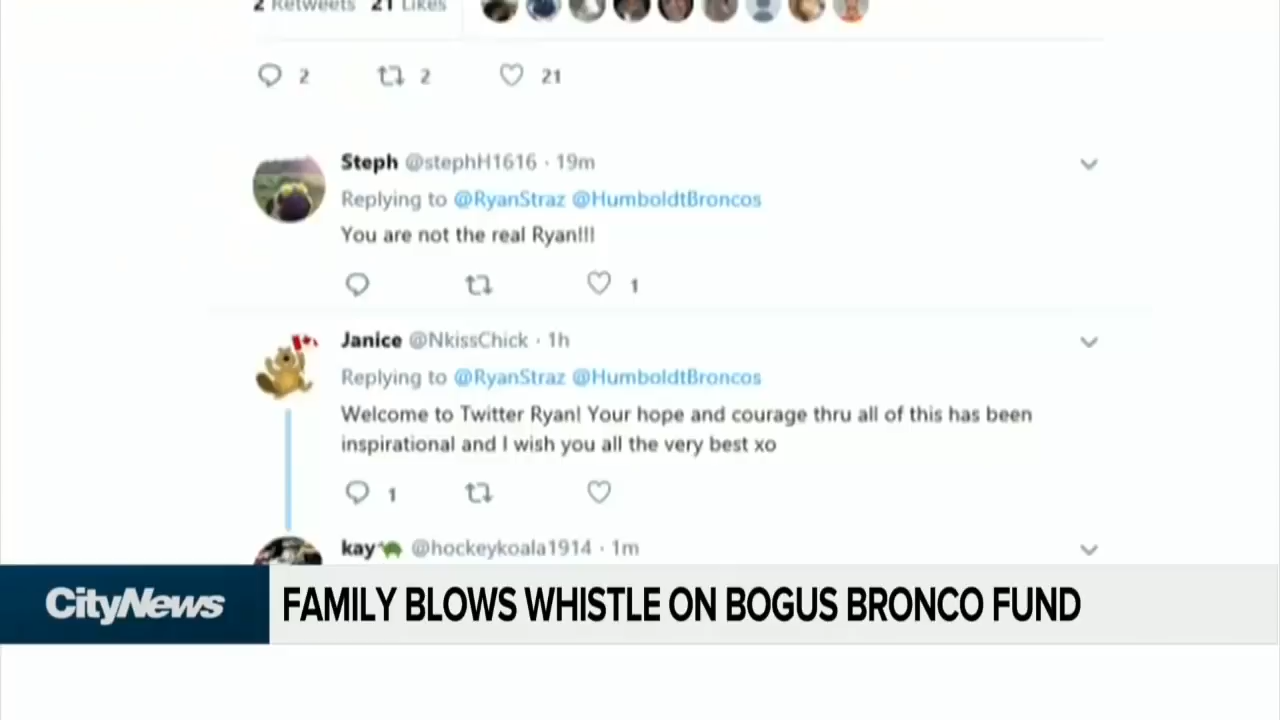 2 Retweets 21 Likes
2 2 21
Steph @stephH1616 · 19m
Replying to @RyanStraz @HumboldtBroncos
You are not the real Ryan!!!
1
Janice @NkissChick · 1h
Replying to @RyanStraz @HumboldtBroncos
Welcome to Twitter Ryan! Your hope and courage thru all of this has been
inspirational and I wish you all the very best xo
1
kay @hockeykoala1914 · 1m
CityNews
FAMILY BLOWS WHISTLE ON BOGUS BRONCO FUND